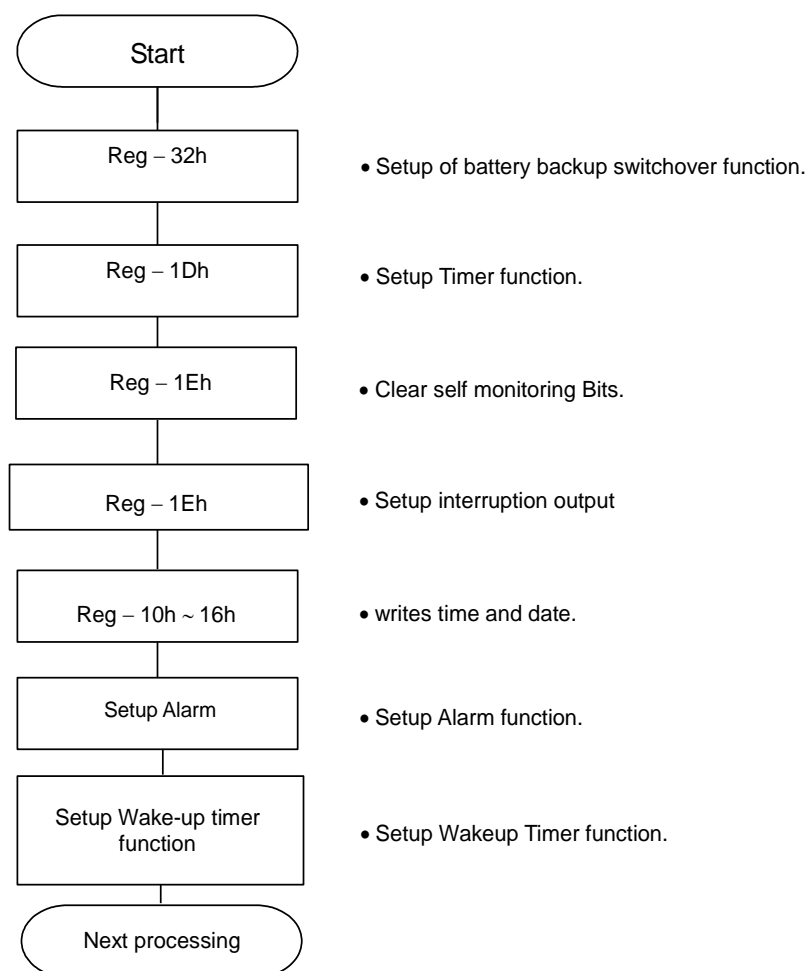 Start
Reg – 32h
• Setup of battery backup switchover function.
Reg – 1Dh
• Setup Timer function.
Reg – 1Eh
• Clear self monitoring Bits.
Reg – 1Eh
• Setup interruption output
Reg – 10h ~ 16h
• writes time and date.
Setup Alarm
• Setup Alarm function.
Setup Wake-up timer
function
• Setup Wakeup Timer function.
Next processing